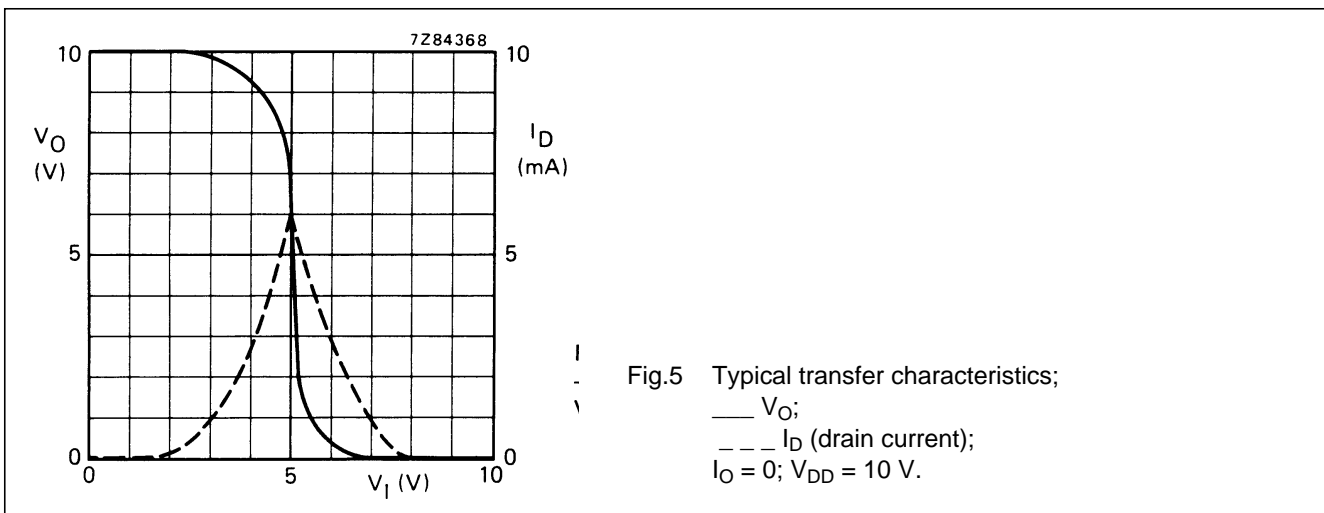 7Z84368
10
10
V_O
(V)
I_D
(mA)
5
5
0
0
5
10
0
V_I (V)
Fig.5 Typical transfer characteristics;
___ V_O;
_ _ _ I_D (drain current);
I_O = 0; V_DD = 10 V.